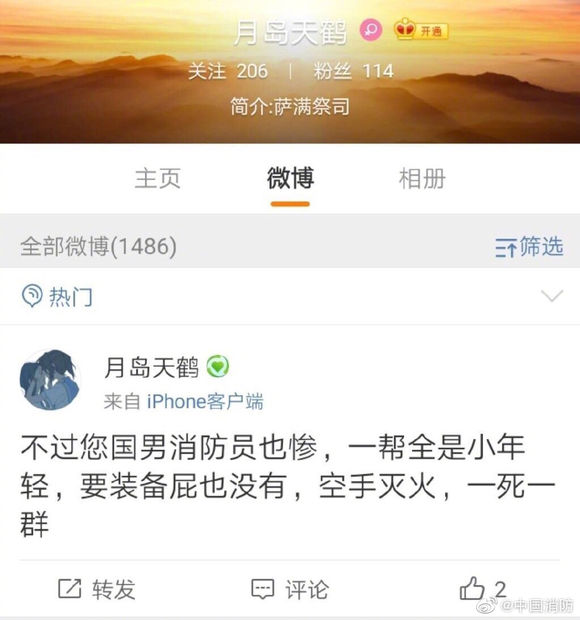 月岛天鹤 开通
关注 206 | 粉丝 114
简介:萨满祭司
主页 微博 相册
全部微博(1486) 筛选
热门
月岛天鹤
来自 iPhone客户端
不过您国男消防员也惨，一帮全是小年
轻，要装备屁也没有，空手灭火，一死一
群
转发 评论 2
@中国消防